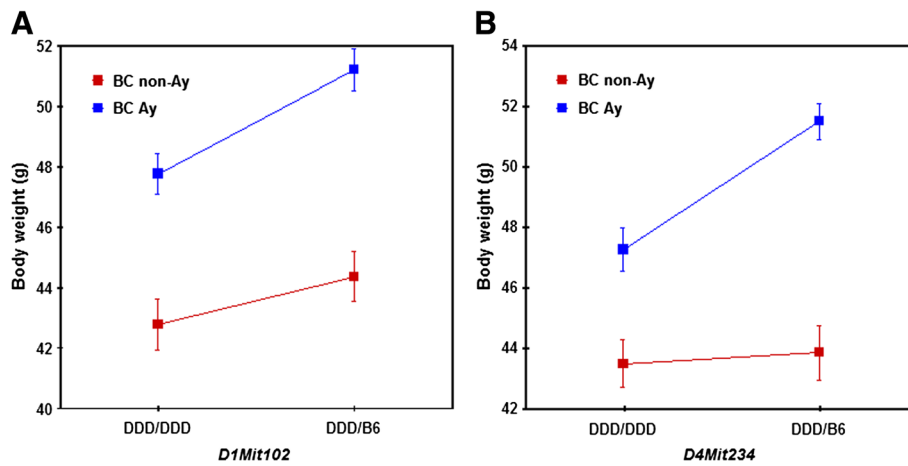 A
52
50
48
46
44
42
40
Body weight (g)
BC non-Ay
BC Ay
DDD/DDD
DDD/B6
D1Mit102
B
54
52
50
48
46
44
42
Body weight (g)
BC non-Ay
BC Ay
DDD/DDD
DDD/B6
D4Mit234